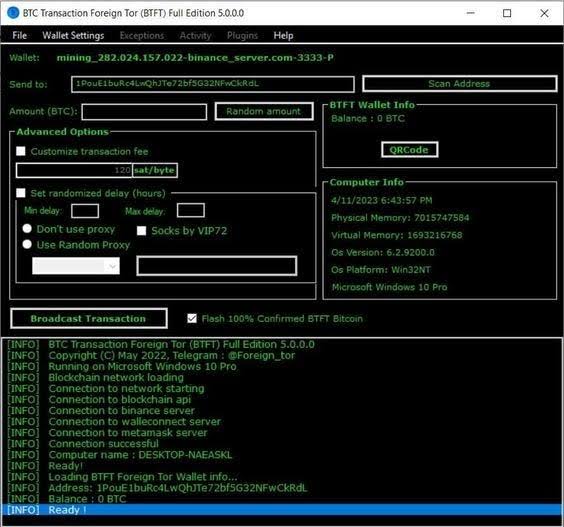 BTC Transaction Foreign Tor (BTFT) Full Edition 5.0.0.0
File Wallet Settings Exceptions Activity Plugins Help
Wallet: mining_282.024.157.022-binance_server.com-3333-P
Send to: 1PouE1buRc4LwQhJTe72bf5G32NFwCkRdL Scan Address
Amount (BTC): Random amount
BTFT Wallet Info
Balance : 0 BTC
QRCode
Advanced Options
Customize transaction fee
120 sat/byte
Set randomized delay (hours)
Min delay: Max delay:
Don't use proxy Socks by VIP72
Use Random Proxy
Computer Info
4/11/2023 6:43:57 PM
Physical Memory: 7015747584
Virtual Memory: 1693216768
Os Version: 6.2.9200.0
Os Platform: Win32NT
Microsoft Windows 10 Pro
Broadcast Transaction Flash 100% Confirmed BTFT Bitcoin
[INFO] BTC Transaction Foreign Tor (BTFT) Full Edition 5.0.0.0
[INFO] Copyright (C) May 2022, Telegram : @Foreign_tor
[INFO] Running on Microsoft Windows 10 Pro
[INFO] Blockchain network loading
[INFO] Connection to network starting
[INFO] Connection to blockchain api
[INFO] Connection to binance server
[INFO] Connection to walleconnect server
[INFO] Connection to metamask server
[INFO] Connection successful
[INFO] Computer name : DESKTOP-NAEASKL
[INFO] Ready!
[INFO] Loading BTFT Foreign Tor Wallet info...
[INFO] Address: 1PouE1buRc4LwQhJTe72bf5G32NFwCkRdL
[INFO] Balance : 0 BTC
[INFO] Ready !